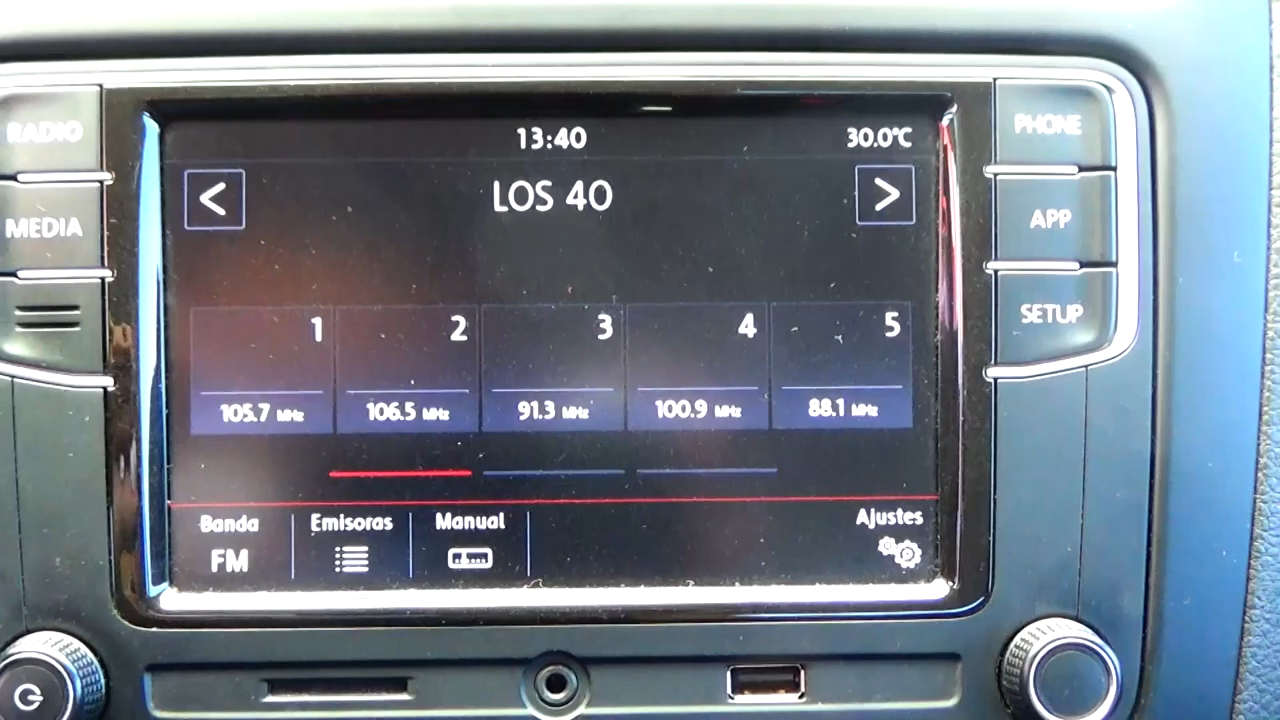 RADIO
MEDIA
13:40
30.0°C
<
LOS 40
>
1
2
3
4
5
105.7 MHz
106.5 MHz
91.3 MHz
100.9 MHz
88.1 MHz
Banda
FM
Emisoras
Manual
Ajustes
PHONE
APP
SETUP